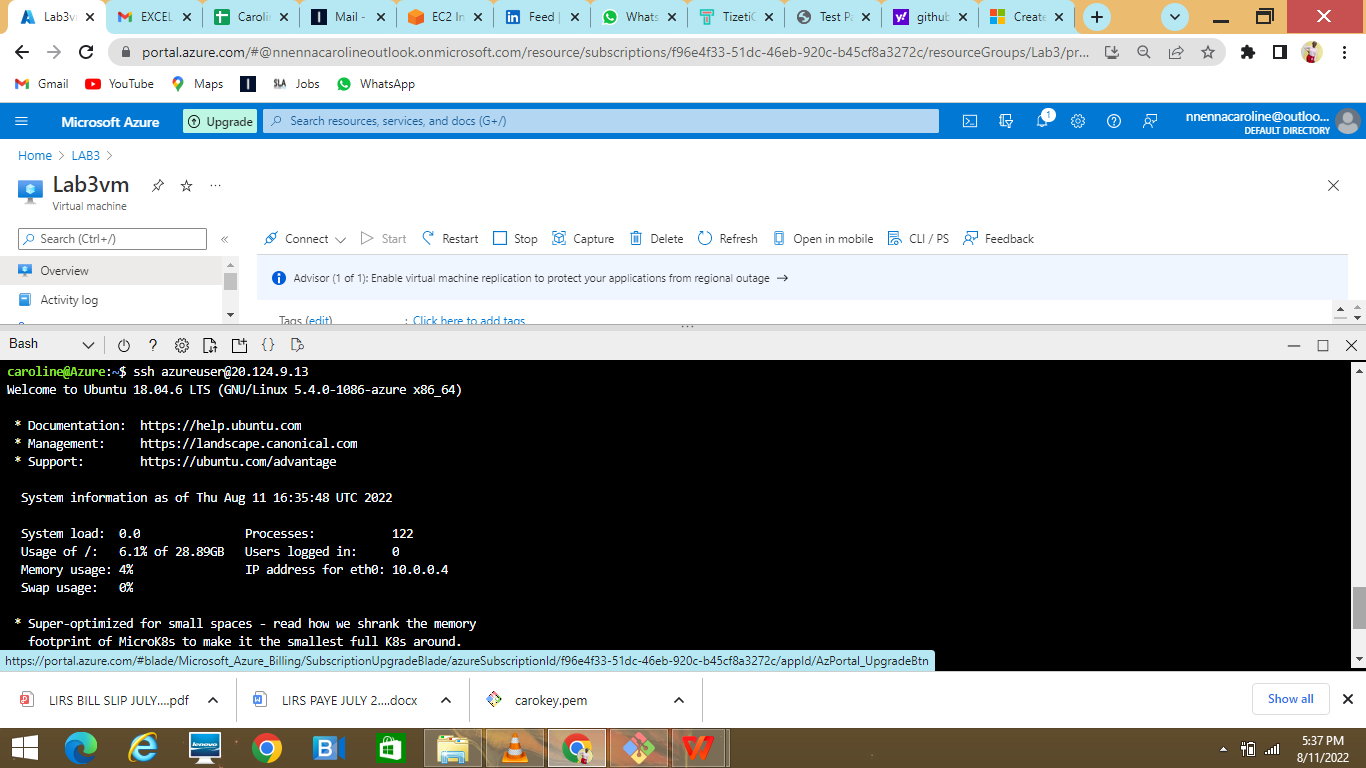 Lab3v
EXCEL
Carolin
Mail -
EC2 In
Feed |
Whats
TizetiC
Test Pa
github
Create
portal.azure.com/#@nnennacarolineoutlook.onmicrosoft.com/resource/subscriptions/f96e4f33-51dc-46eb-920c-b45cf8a3272c/resourceGroups/Lab3/pr...
Gmail
YouTube
Maps
SLA
Jobs
WhatsApp
Microsoft Azure
Upgrade
Search resources, services, and docs (G+/)
1
nnennacaroline@outloo...
DEFAULT DIRECTORY
Home > LAB3 >
Lab3vm
Virtual machine
Search (Ctrl+/)
Connect
Start
Restart
Stop
Capture
Delete
Refresh
Open in mobile
CLI / PS
Feedback
Overview
Advisor (1 of 1): Enable virtual machine replication to protect your applications from regional outage →
Activity log
Tags (edit) : Click here to add tags
Bash
caroline@Azure:~$ ssh azureuser@20.124.9.13
Welcome to Ubuntu 18.04.6 LTS (GNU/Linux 5.4.0-1086-azure x86_64)
* Documentation: https://help.ubuntu.com
* Management: https://landscape.canonical.com
* Support: https://ubuntu.com/advantage
System information as of Thu Aug 11 16:35:48 UTC 2022
System load: 0.0 Processes: 122
Usage of /: 6.1% of 28.89GB Users logged in: 0
Memory usage: 4% IP address for eth0: 10.0.0.4
Swap usage: 0%
* Super-optimized for small spaces - read how we shrank the memory
footprint of MicroK8s to make it the smallest full K8s around.
https://portal.azure.com/#blade/Microsoft_Azure_Billing/SubscriptionUpgradeBlade/azureSubscriptionId/f96e4f33-51dc-46eb-920c-b45cf8a3272c/appId/AzPortal_UpgradeBtn
LIRS BILL SLIP JULY....pdf
LIRS PAYE JULY 2....docx
carokey.pem
Show all
lenovo
5:37 PM
8/11/2022